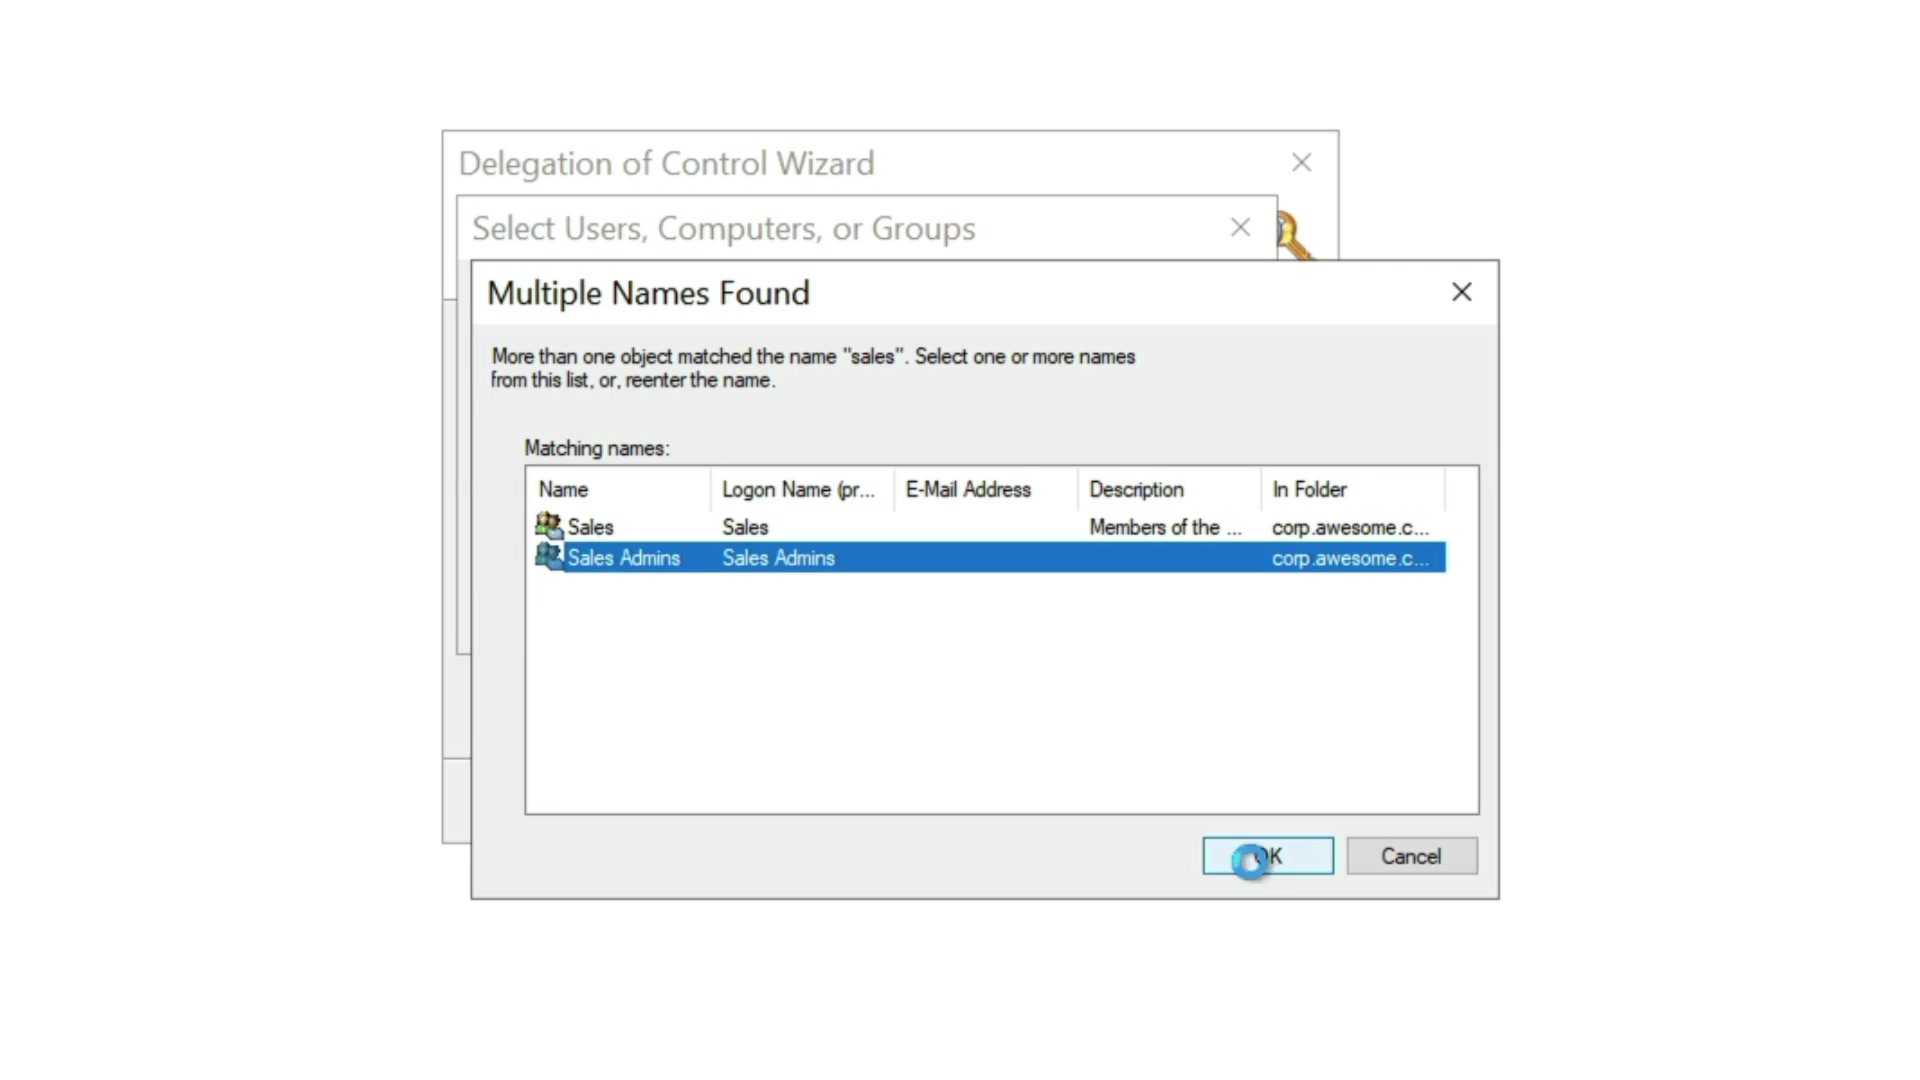 Delegation of Control Wizard
Select Users, Computers, or Groups
Multiple Names Found
More than one object matched the name "sales". Select one or more names
from this list, or, reenter the name.
Matching names:
Name Logon Name (pr... E-Mail Address Description In Folder
Sales Sales Members of the ... corp.awesome.c...
Sales Admins Sales Admins corp.awesome.c...
OK Cancel